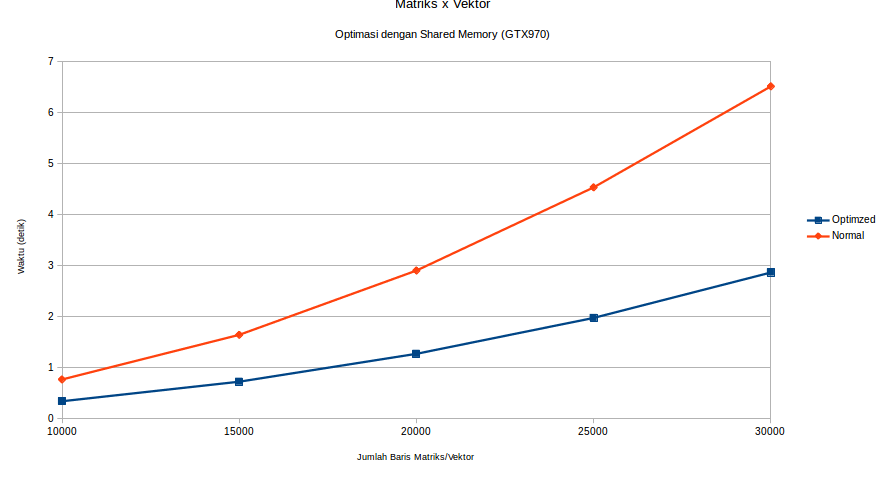 Matriks x Vektor
Optimasi dengan Shared Memory (GTX970)
7
6
5
4
3
2
1
0
Waktu (detik)
10000
15000
20000
25000
30000
Jumlah Baris Matriks/Vektor
Optimzed
Normal